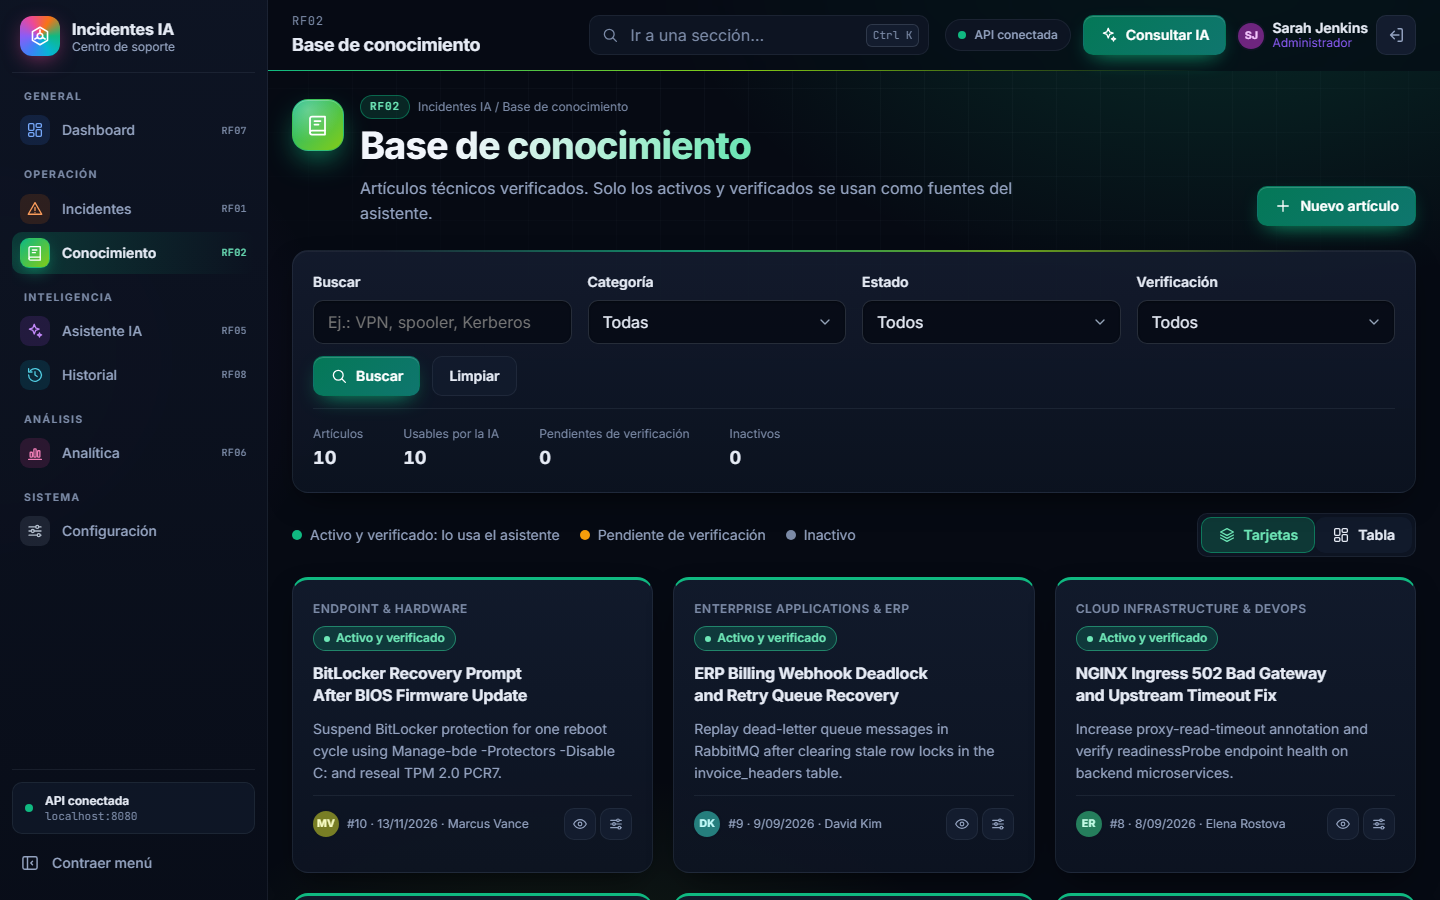 Incidentes IA
Centro de soporte
GENERAL
Dashboard RF07
OPERACIÓN
Incidentes RF01
Conocimiento RF02
INTELIGENCIA
Asistente IA RF05
Historial RF08
ANÁLISIS
Analítica RF06
SISTEMA
Configuración
API conectada
localhost:8080
Contraer menú
RF02
Base de conocimiento
Ir a una sección... Ctrl K
API conectada
Consultar IA
SJ
Sarah Jenkins
Administrador
RF02 Incidentes IA / Base de conocimiento
Base de conocimiento
Artículos técnicos verificados. Solo los activos y verificados se usan como fuentes del
asistente.
Nuevo artículo
Buscar Categoría Estado Verificación
Ej.: VPN, spooler, Kerberos Todas Todos Todos
Buscar Limpiar
Artículos Usables por la IA Pendientes de verificación Inactivos
10 10 0 0
Activo y verificado: lo usa el asistente Pendiente de verificación Inactivo
Tarjetas Tabla
ENDPOINT & HARDWARE
Activo y verificado
BitLocker Recovery Prompt
After BIOS Firmware Update
Suspend BitLocker protection for one reboot
cycle using Manage-bde -Protectors -Disable
C: and reseal TPM 2.0 PCR7.
MV #10 · 13/11/2026 · Marcus Vance
ENTERPRISE APPLICATIONS & ERP
Activo y verificado
ERP Billing Webhook Deadlock
and Retry Queue Recovery
Replay dead-letter queue messages in
RabbitMQ after clearing stale row locks in the
invoice_headers table.
DK #9 · 9/09/2026 · David Kim
CLOUD INFRASTRUCTURE & DEVOPS
Activo y verificado
NGINX Ingress 502 Bad Gateway
and Upstream Timeout Fix
Increase proxy-read-timeout annotation and
verify readinessProbe endpoint health on
backend microservices.
ER #8 · 8/09/2026 · Elena Rostova